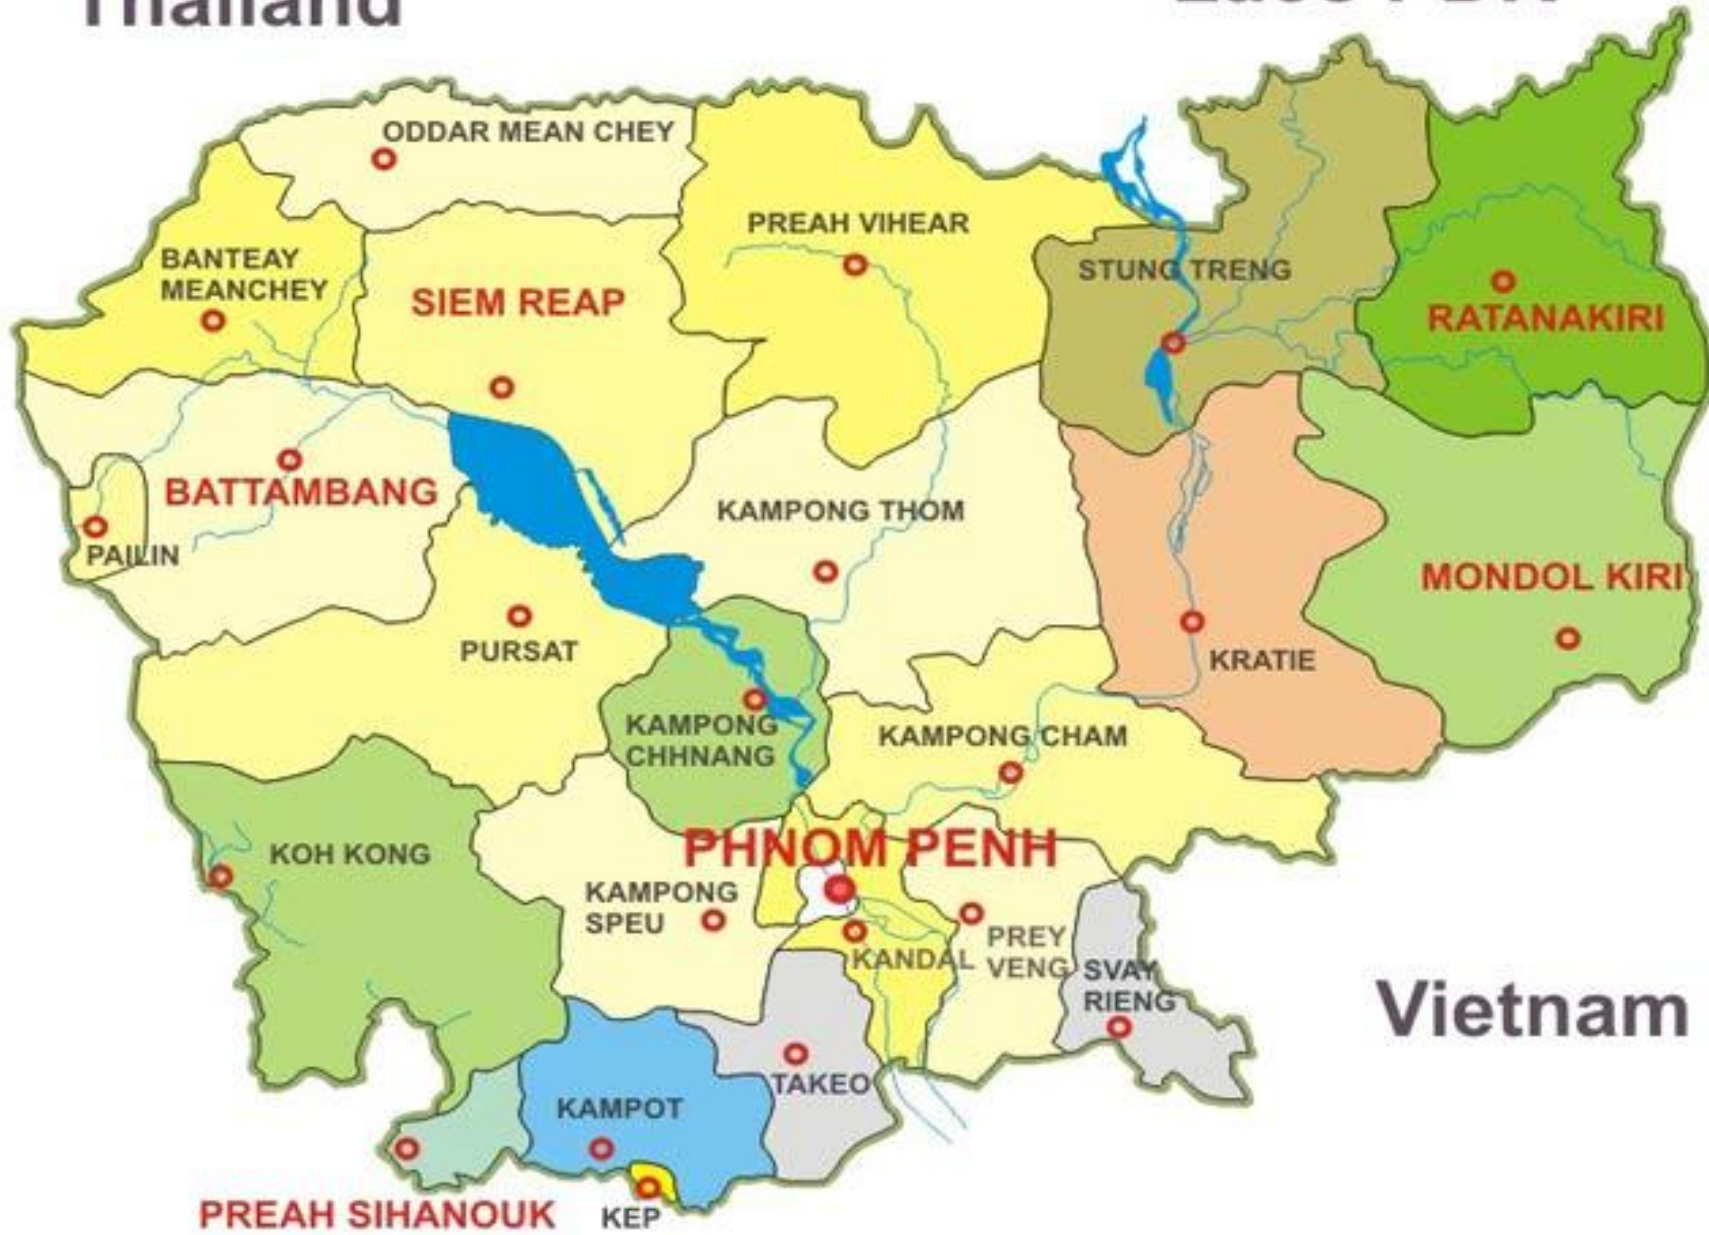 Thailand
ODDAR MEAN CHEY
PREAH VIHEAR
BANTEAY
MEANCHEY
STUNG TRENG
SIEM REAP
RATANAKIRI
BATTAMBANG
KAMPONG THOM
PAILIN
MONDOL KIRI
PURSAT
KRATIE
KAMPONG
CHHNANG
KAMPONG CHAM
KOH KONG
PHNOM PENH
KAMPONG
SPEU
PREY
VENG
KANDAL
SVAY
RIENG
Vietnam
TAKEO
KAMPOT
PREAH SIHANOUK
KEP